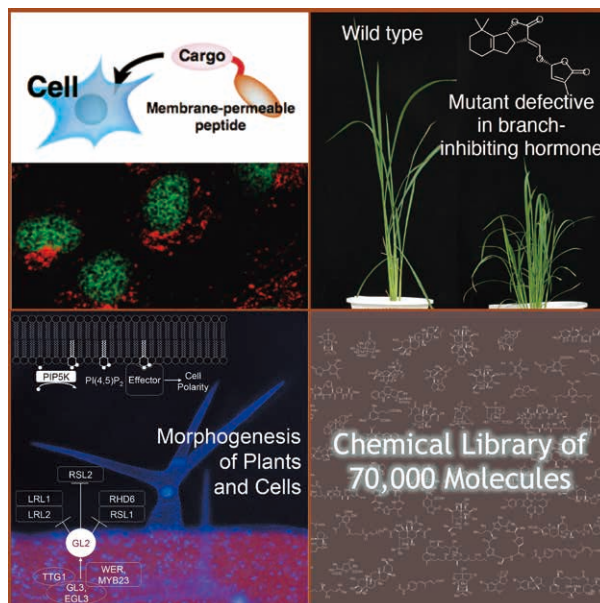 Cell
Cargo
Membrane-permeable
peptide
Wild type
Mutant defective
in branch-
inhibiting hormone
PIP5K
PI(4,5)P2
Effector
Cell
Polarity
Morphogenesis
of Plants
and Cells
RSL2
LRL1
LRL2
RHD6
RSL1
GL2
TTG1
WER,
MYB23
GL3,
EGL3
Chemical Library of
70,000 Molecules